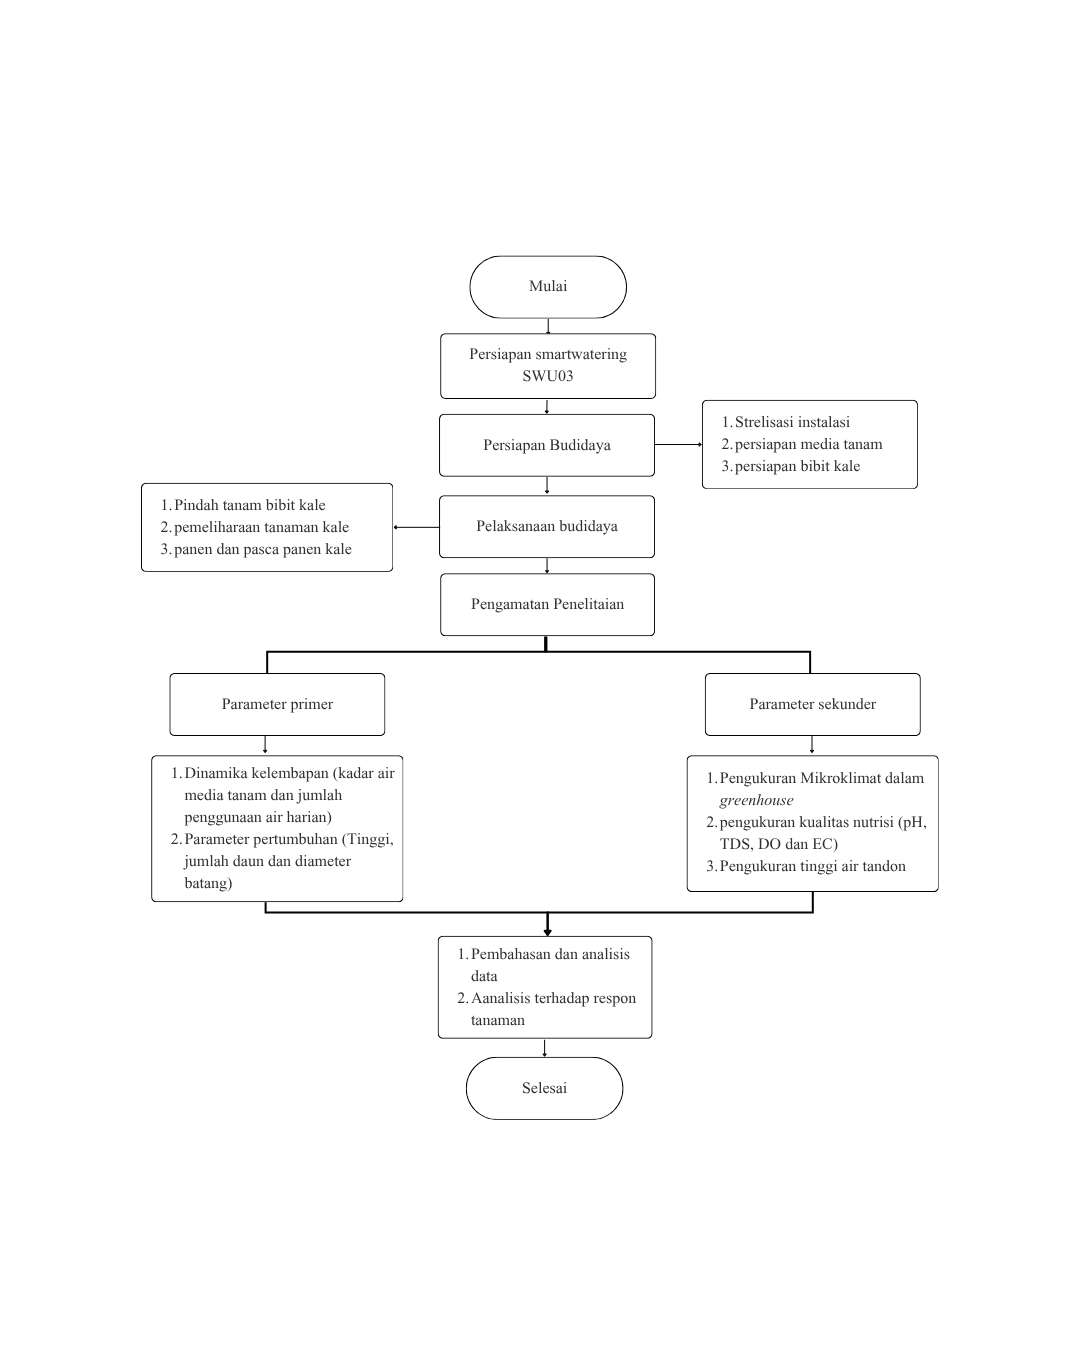 Mulai
Persiapan smartwatering
SWU03
Persiapan Budidaya
1. Strelisasi instalasi
2. persiapan media tanam
3. persiapan bibit kale
Pelaksanaan budidaya
1. Pindah tanam bibit kale
2. pemeliharaan tanaman kale
3. panen dan pasca panen kale
Pengamatan Penelitaian
Parameter primer
Parameter sekunder
1. Dinamika kelembapan (kadar air
media tanam dan jumlah
penggunaan air harian)
2. Parameter pertumbuhan (Tinggi,
jumlah daun dan diameter
batang)
1. Pengukuran Mikroklimat dalam
greenhouse
2. pengukuran kualitas nutrisi (pH,
TDS, DO dan EC)
3. Pengukuran tinggi air tandon
1. Pembahasan dan analisis
data
2. Aanalisis terhadap respon
tanaman
Selesai